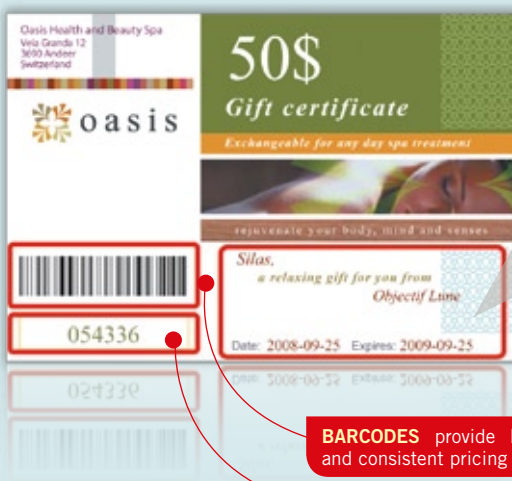 Oasis Health and Beauty Spa
Veia Granda 12
3690 Andeer
Switzerland
oasis
50$
Gift certificate
Exchangeable for any day spa treatment
rejuvenate your body, mind and senses
Silas,
a relaxing gift for you from
Objectif Lune
054336
Date: 2008-09-25 Expires: 2009-09-25
BARCODES provide
and consistent pricing